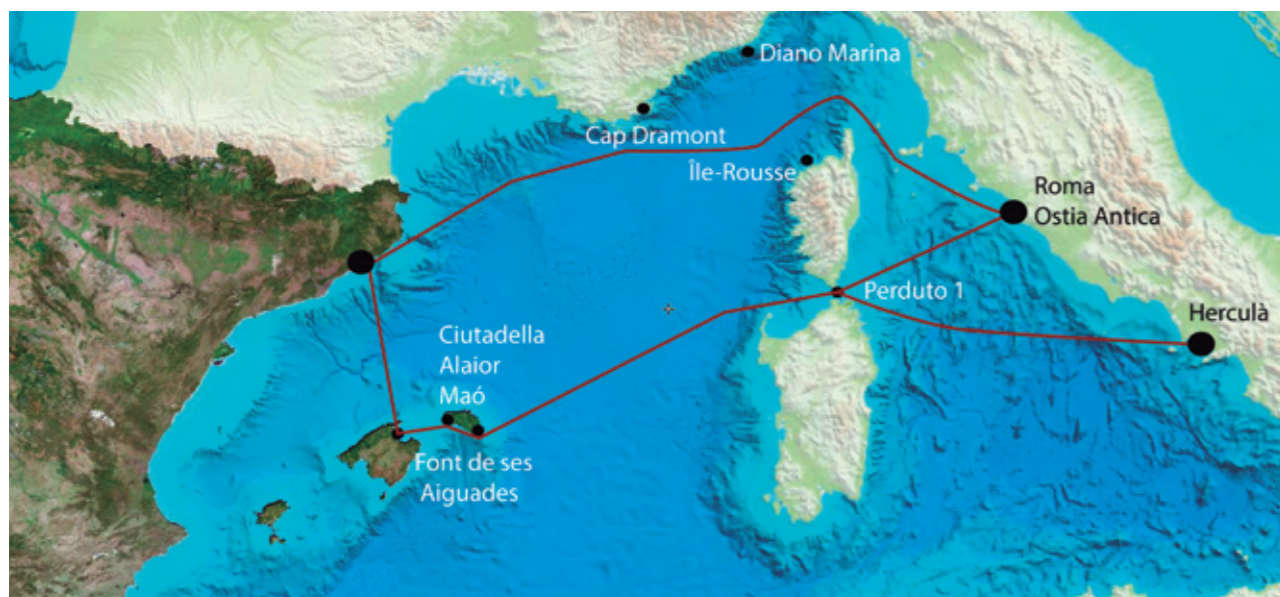 Diano Marina
Cap Dramont
Île-Rousse
Roma
Ostia Antica
Perduto 1
Herculà
Ciutadella
Alaior
Maó
Font de ses
Aiguades